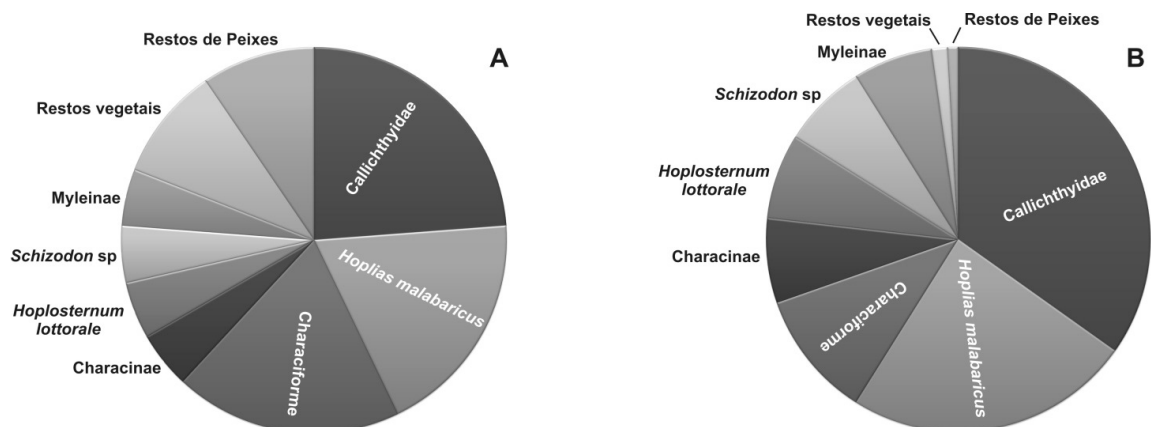 Restos de Peixes
A
Restos vegetais
Callichthyidae
Myleinae
Schizodon sp
Hoplias malabaricus
Hoplosternum
lottorale
Characiforme
Characinae
Restos vegetais
Restos de Peixes
B
Myleinae
Schizodon sp
Hoplosternum
lottorale
Callichthyidae
Characinae
Characiforme
Hoplias malabaricus